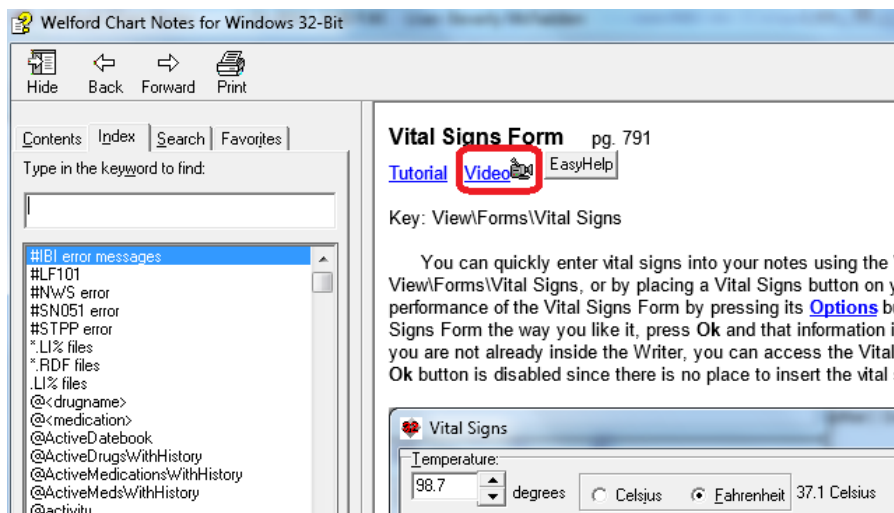 Welford Chart Notes for Windows 32-Bit
Hide Back Forward Print
Contents Index Search Favorites
Type in the keyword to find:
#IBI error messages
#LF101
#NWS error
#SN051 error
#STPP error
*.LI% files
*.RDF files
.LI% files
@<drugname>
@<medication>
@ActiveDatebook
@ActiveDrugsWithHistory
@ActiveMedicationsWithHistory
@ActiveMedsWithHistory
@activity
Vital Signs Form pg. 791
Tutorial Video EasyHelp
Key: View\Forms\Vital Signs
You can quickly enter vital signs into your notes using the
View\Forms\Vital Signs, or by placing a Vital Signs button on
performance of the Vital Signs Form by pressing its Options
Signs Form the way you like it, press Ok and that information
you are not already inside the Writer, you can access the Vital
Ok button is disabled since there is no place to insert the vital
Vital Signs
Temperature:
98.7 degrees Celsius Fahrenheit 37.1 Celsius